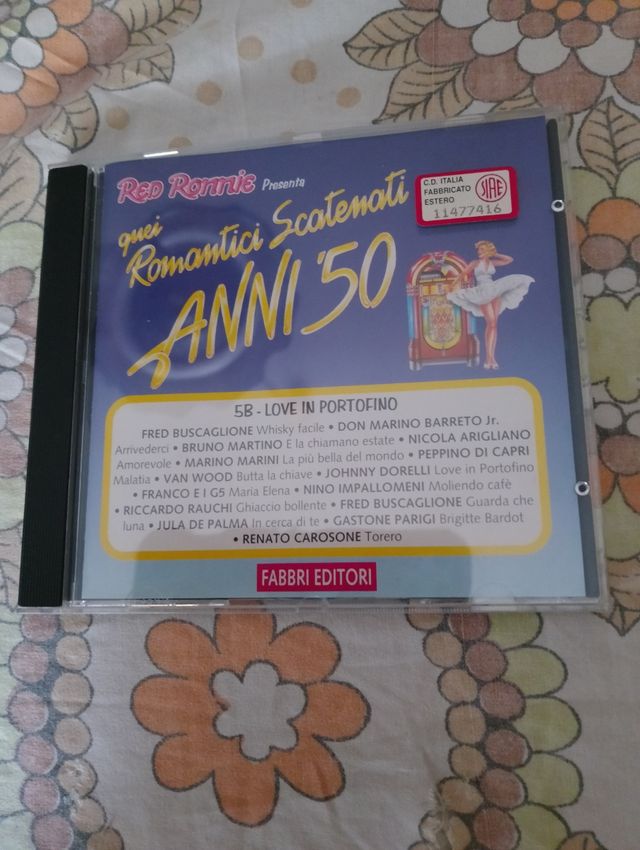 RED RONNIE Presenta
quei
Romantici Scatenati
ANNI '50
C.D. ITALIA
FABBRICATO
ESTERO
SIAE
11477416
5B - LOVE IN PORTOFINO
FRED BUSCAGLIONE Whisky facile • DON MARINO BARRETO Jr.
Arrivederci • BRUNO MARTINO E la chiamano estate • NICOLA ARIGLIANO
Amorevole • MARINO MARINI La più bella del mondo • PEPPINO DI CAPRI
Malatia • VAN WOOD Butta la chiave • JOHNNY DORELLI Love in Portofino
• FRANCO E I G5 Maria Elena • NINO IMPALLOMENI Moliendo cafè
• RICCARDO RAUCHI Ghiaccio bollente • FRED BUSCAGLIONE Guarda che
luna • JULA DE PALMA In cerca di te • GASTONE PARIGI Brigitte Bardot
• RENATO CAROSONE Torero
FABBRI EDITORI